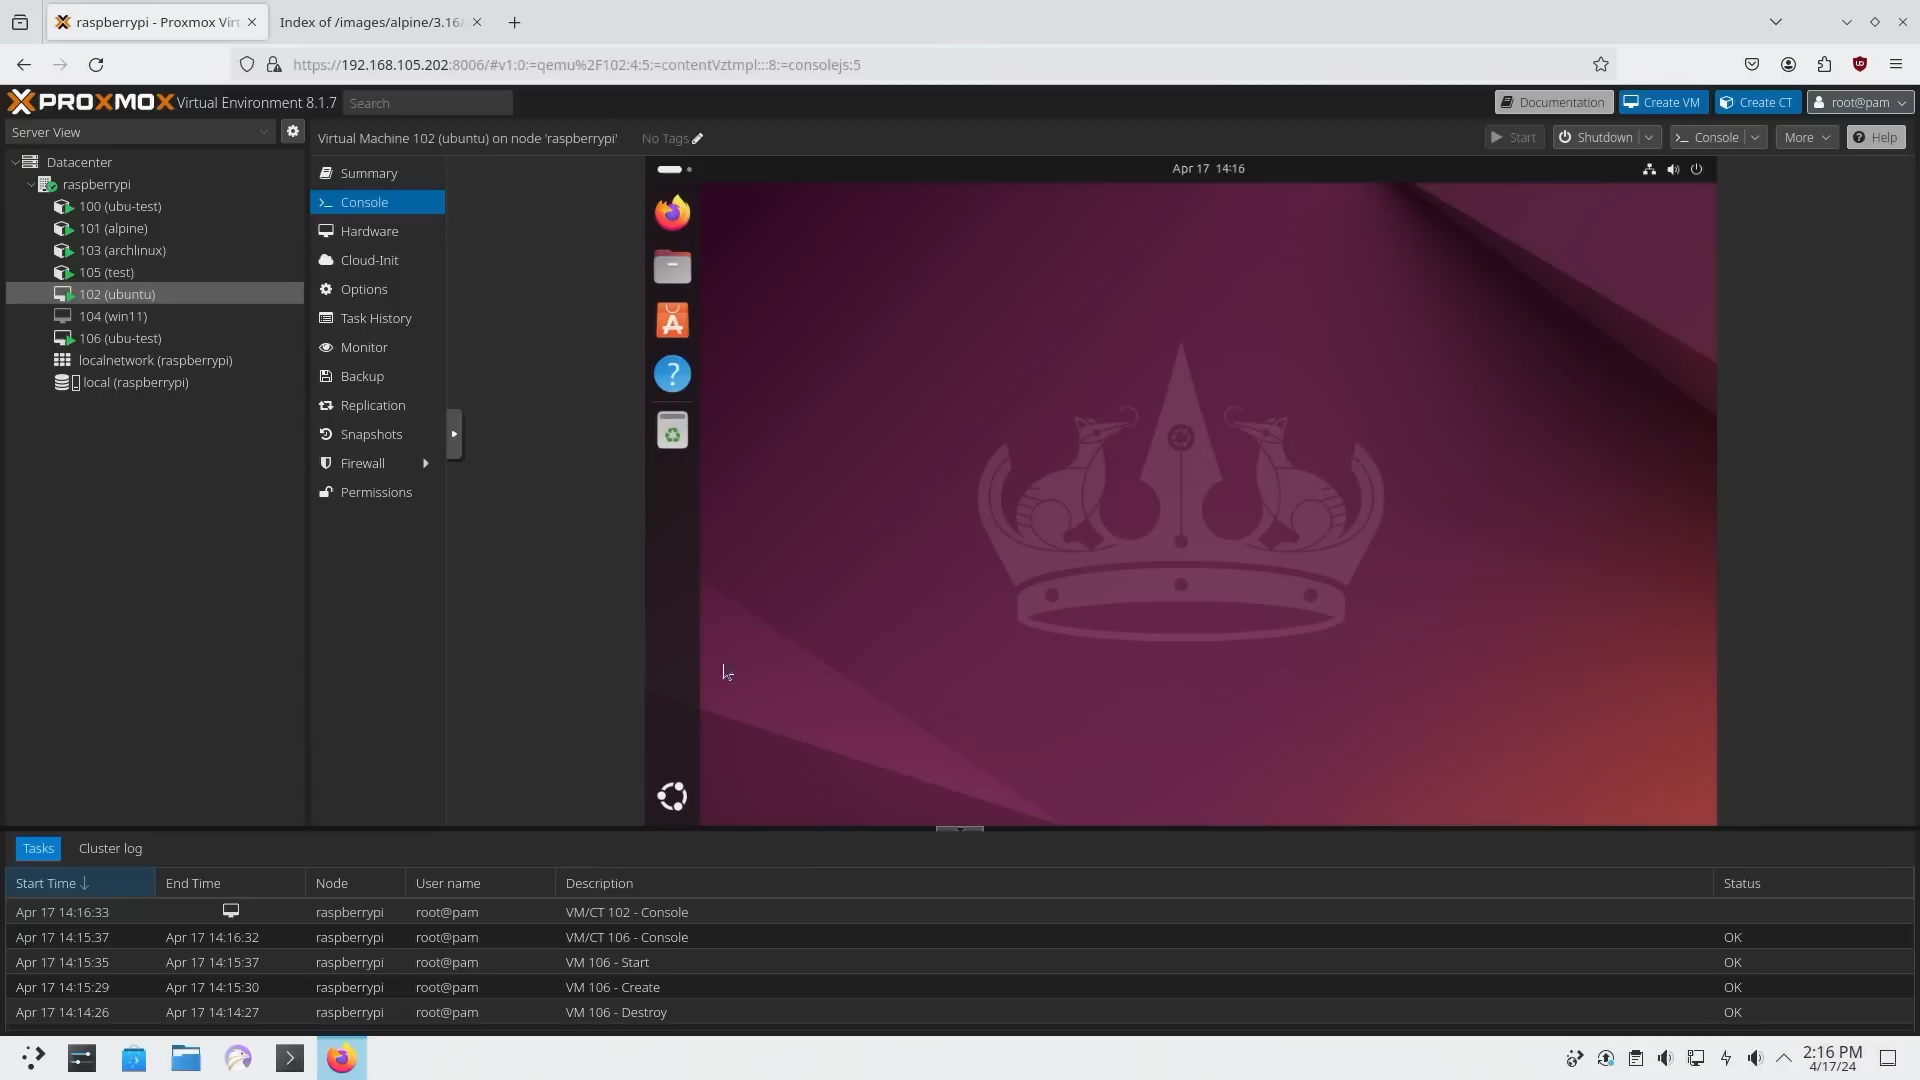 raspberrypi - Proxmox Virt
Index of /images/alpine/3.16/
https://192.168.105.202:8006/#v1:0:=qemu%2F102:4:5:=contentVztmpl:::8:=consolejs:5
PROXMOX Virtual Environment 8.1.7 Search
Documentation Create VM Create CT root@pam
Server View
Virtual Machine 102 (ubuntu) on node 'raspberrypi' No Tags
Start Shutdown Console More Help
Datacenter
raspberrypi
100 (ubu-test)
101 (alpine)
103 (archlinux)
105 (test)
102 (ubuntu)
104 (win11)
106 (ubu-test)
localnetwork (raspberrypi)
local (raspberrypi)
Summary
Console
Hardware
Cloud-Init
Options
Task History
Monitor
Backup
Replication
Snapshots
Firewall
Permissions
Apr 17 14:16
Tasks Cluster log
Start Time End Time Node User name Description Status
Apr 17 14:16:33 raspberrypi root@pam VM/CT 102 - Console
Apr 17 14:15:37 Apr 17 14:16:32 raspberrypi root@pam VM/CT 106 - Console OK
Apr 17 14:15:35 Apr 17 14:15:37 raspberrypi root@pam VM 106 - Start OK
Apr 17 14:15:29 Apr 17 14:15:30 raspberrypi root@pam VM 106 - Create OK
Apr 17 14:14:26 Apr 17 14:14:27 raspberrypi root@pam VM 106 - Destroy OK
2:16 PM
4/17/24